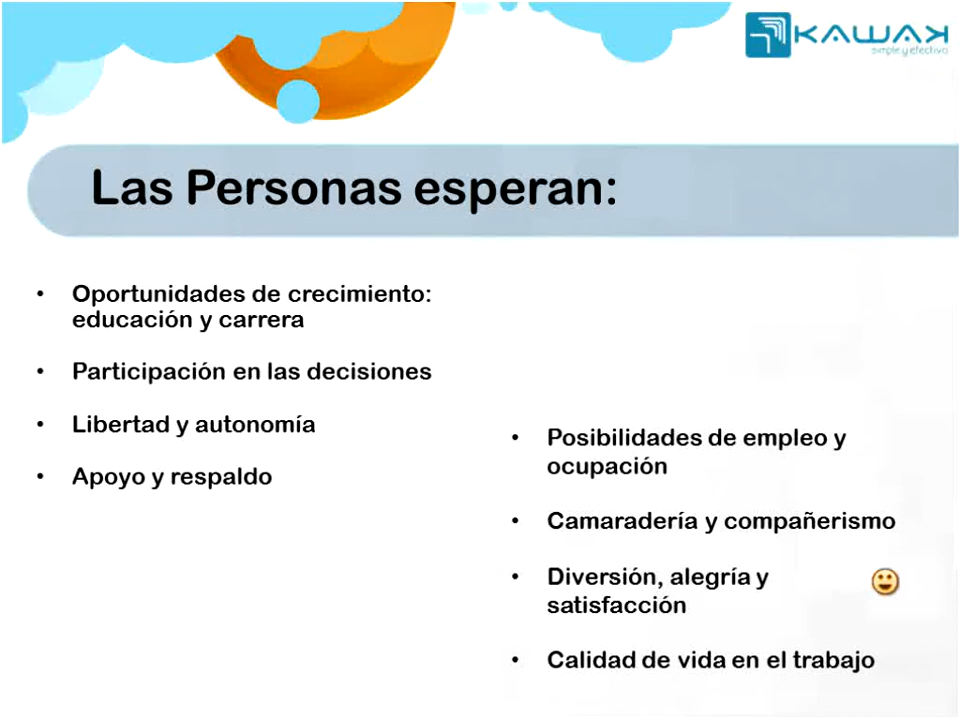 KAWAK
simple y efectivo
Las Personas esperan:
• Oportunidades de crecimiento:
educación y carrera
• Participación en las decisiones
• Libertad y autonomía
• Apoyo y respaldo
• Posibilidades de empleo y
ocupación
• Camaradería y compañerismo
• Diversión, alegría y
satisfacción
• Calidad de vida en el trabajo